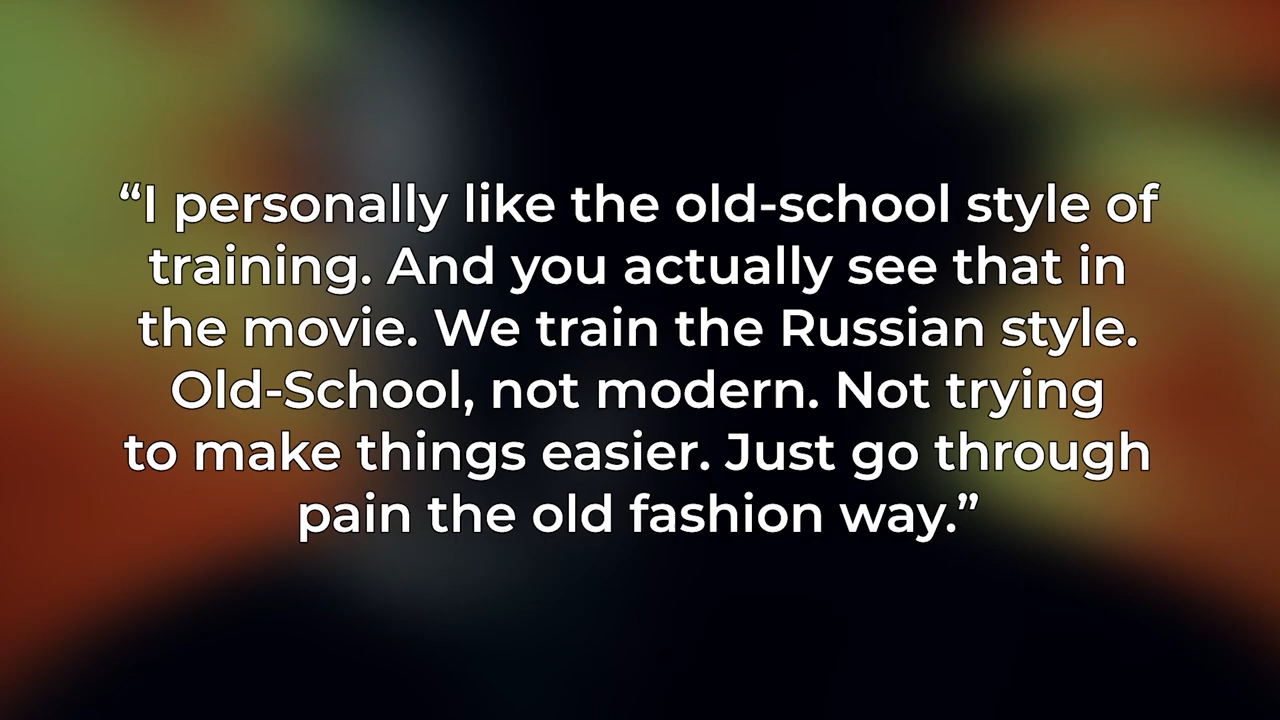 “I personally like the old-school style of
training. And you actually see that in
the movie. We train the Russian style.
Old-School, not modern. Not trying
to make things easier. Just go through
pain the old fashion way.”